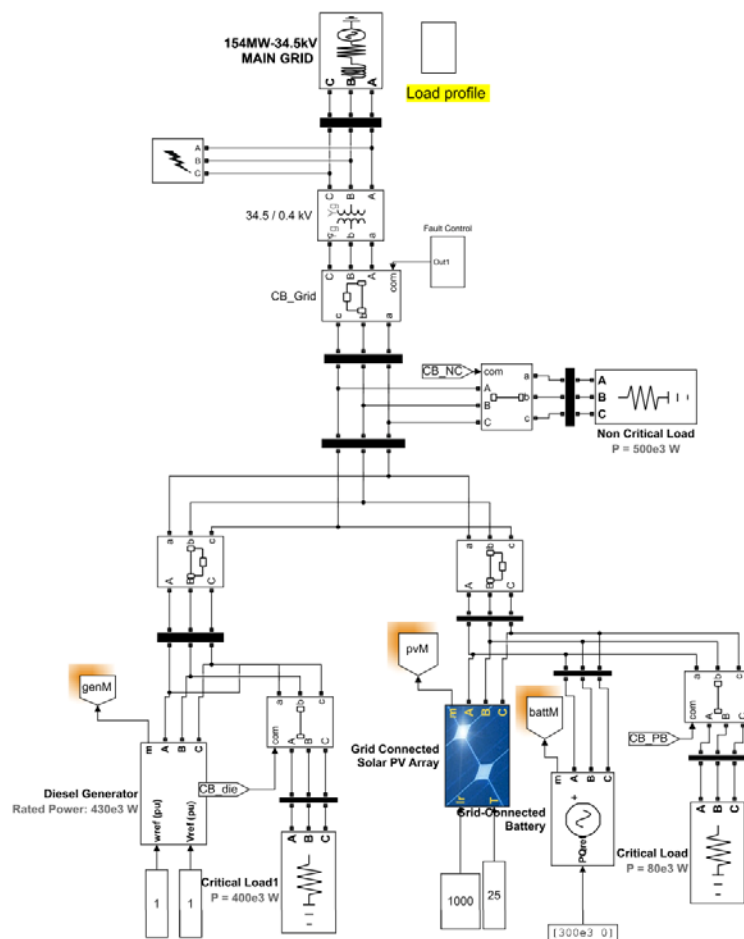 154MW-34.5kV
MAIN GRID
C B A
Load profile
A
B
C
C B A
34.5 / 0.4 kV
Yg
Yg
c b a
Fault Control
Out1
C B A com
CB_Grid
c b a
CB_NC
com
A
B
C
a
b
c
A
B
C
Non Critical Load
P = 500e3 W
a b c
A B C
a b c
A B C
genM
m A B C
Diesel Generator
Rated Power: 430e3 W
wref (pu)
Vref (pu)
1
1
a b c
com A B C
CB_die
A B C
Critical Load1
P = 400e3 W
pvM
m A B C
Grid Connected
Solar PV Array
Ir T
1000
25
battM
m A B C
Grid-Connected
Battery
+
PQref
[300e3 0]
a b c
com A B C
CB_PB
A B C
Critical Load
P = 80e3 W